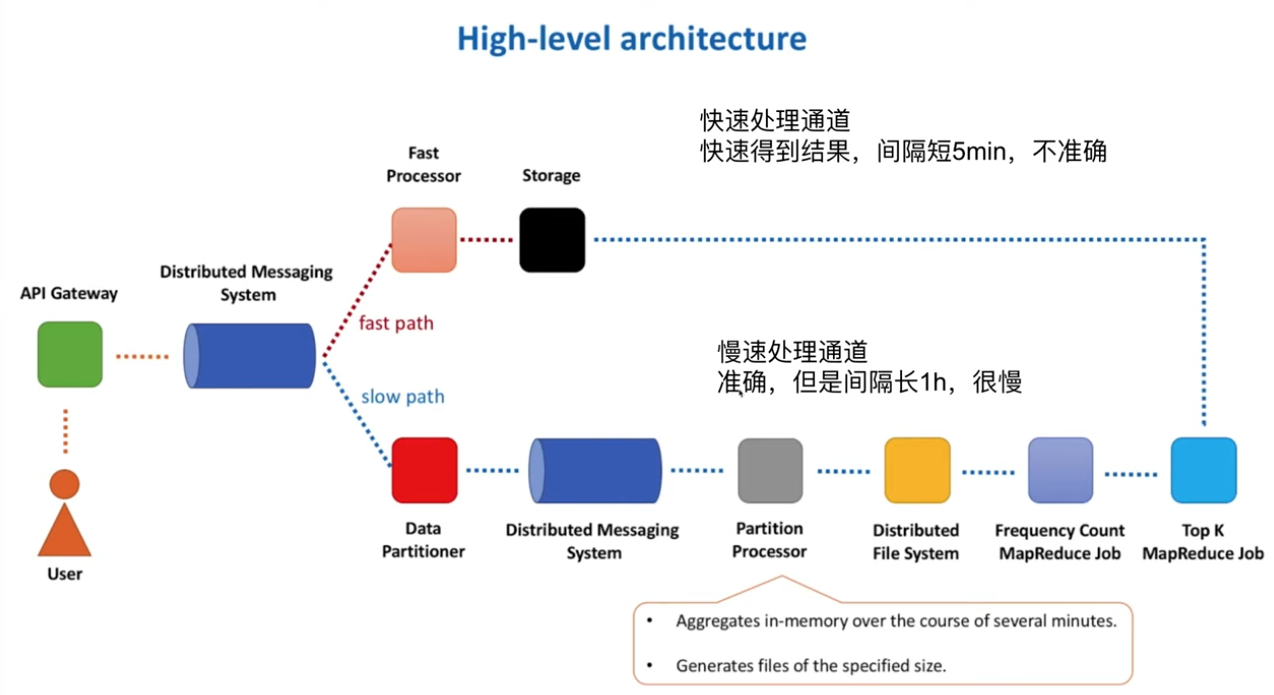 High-level architecture
快速处理通道
快速得到结果，间隔短5min，不准确
Fast
Processor
Storage
Distributed Messaging
System
API Gateway
fast path
慢速处理通道
准确，但是间隔长1h，很慢
slow path
User
Data
Partitioner
Distributed Messaging
System
Partition
Processor
Distributed
File System
Frequency Count
MapReduce Job
Top K
MapReduce Job
• Aggregates in-memory over the course of several minutes.
• Generates files of the specified size.